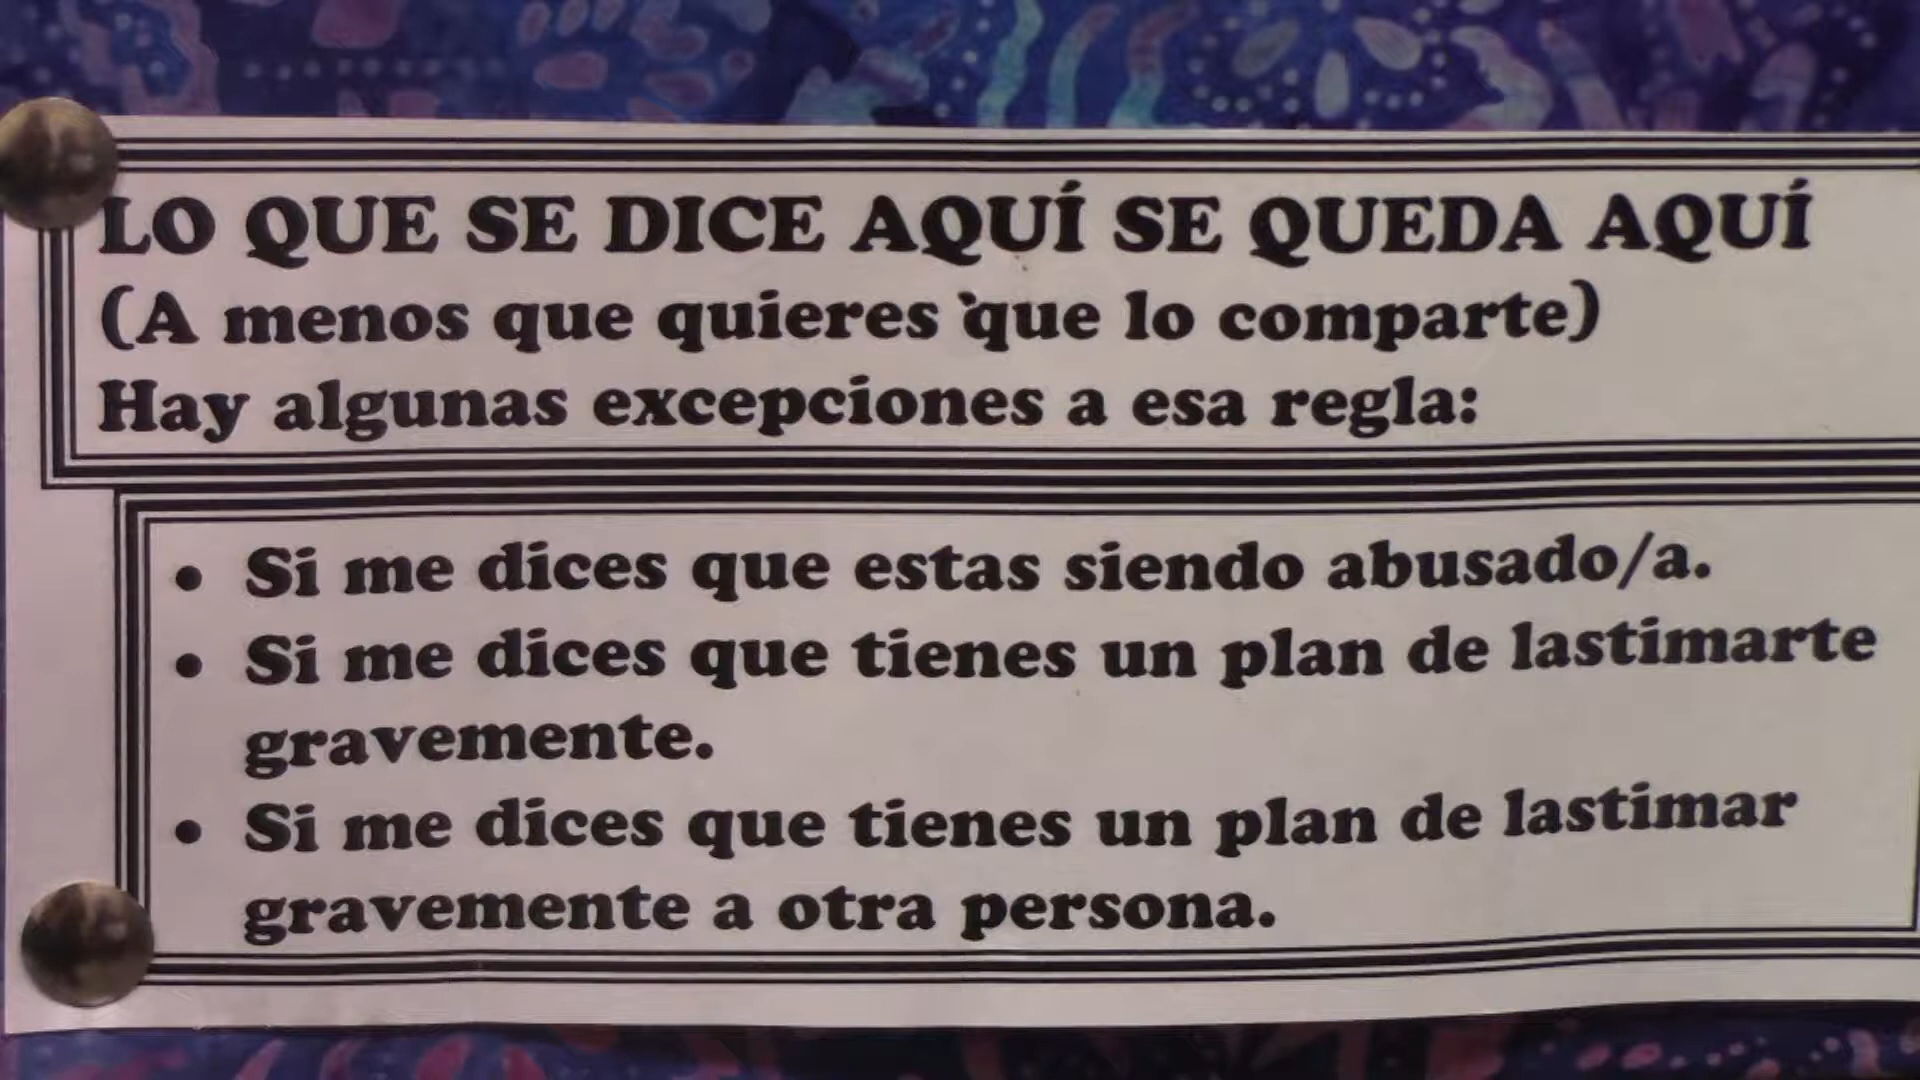 LO QUE SE DICE AQUÍ SE QUEDA AQUÍ
(A menos que quieres que lo comparte)
Hay algunas excepciones a esa regla:
• Si me dices que estas siendo abusado/a.
• Si me dices que tienes un plan de lastimarte
gravemente.
• Si me dices que tienes un plan de lastimar
gravemente a otra persona.